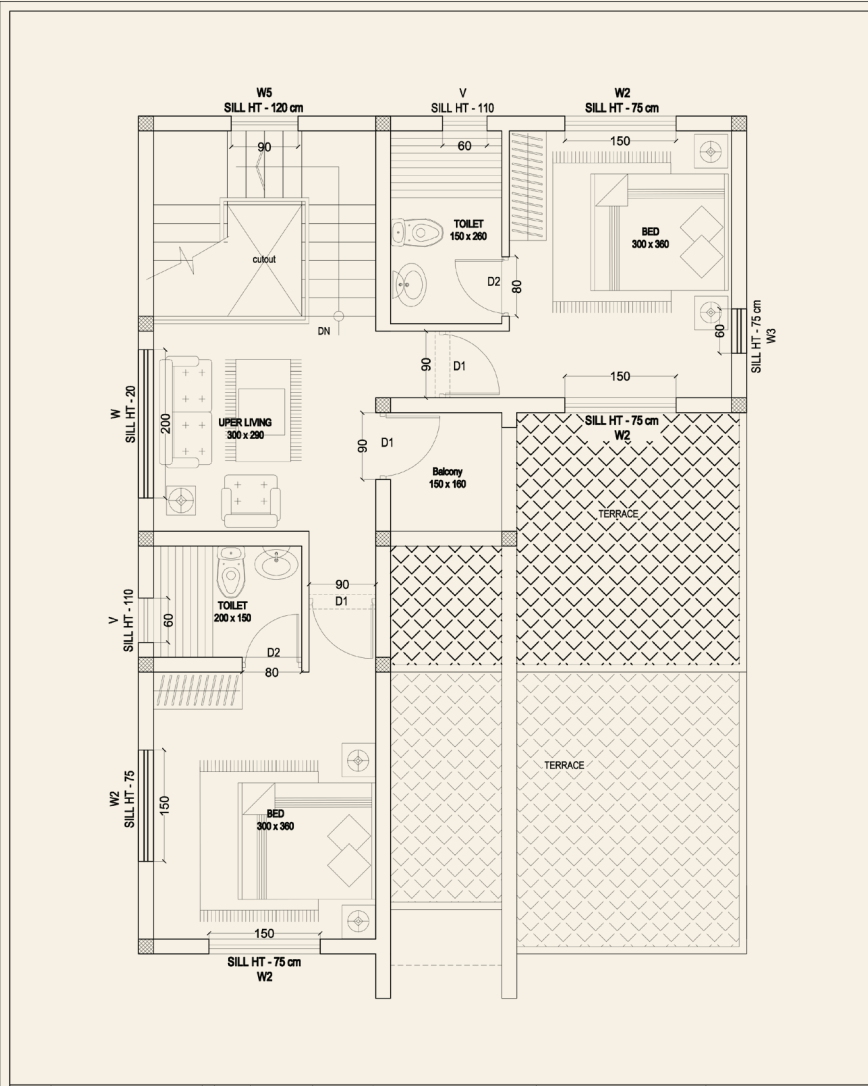 W5
SILL HT - 120 cm
V
SILL HT - 110
W2
SILL HT - 75 cm
90
60
150
TOILET
150 x 260
BED
300 x 360
cutout
D2
80
DN
60
SILL HT - 75 cm
W3
90
D1
150
SILL HT - 75 cm
W2
W
SILL HT - 20
200
UPER LIVING
300 x 290
90
D1
Balcony
150 x 160
TERRACE
90
D1
V
SILL HT - 110
60
TOILET
200 x 150
D2
80
TERRACE
W2
SILL HT - 75
150
BED
300 x 360
150
SILL HT - 75 cm
W2